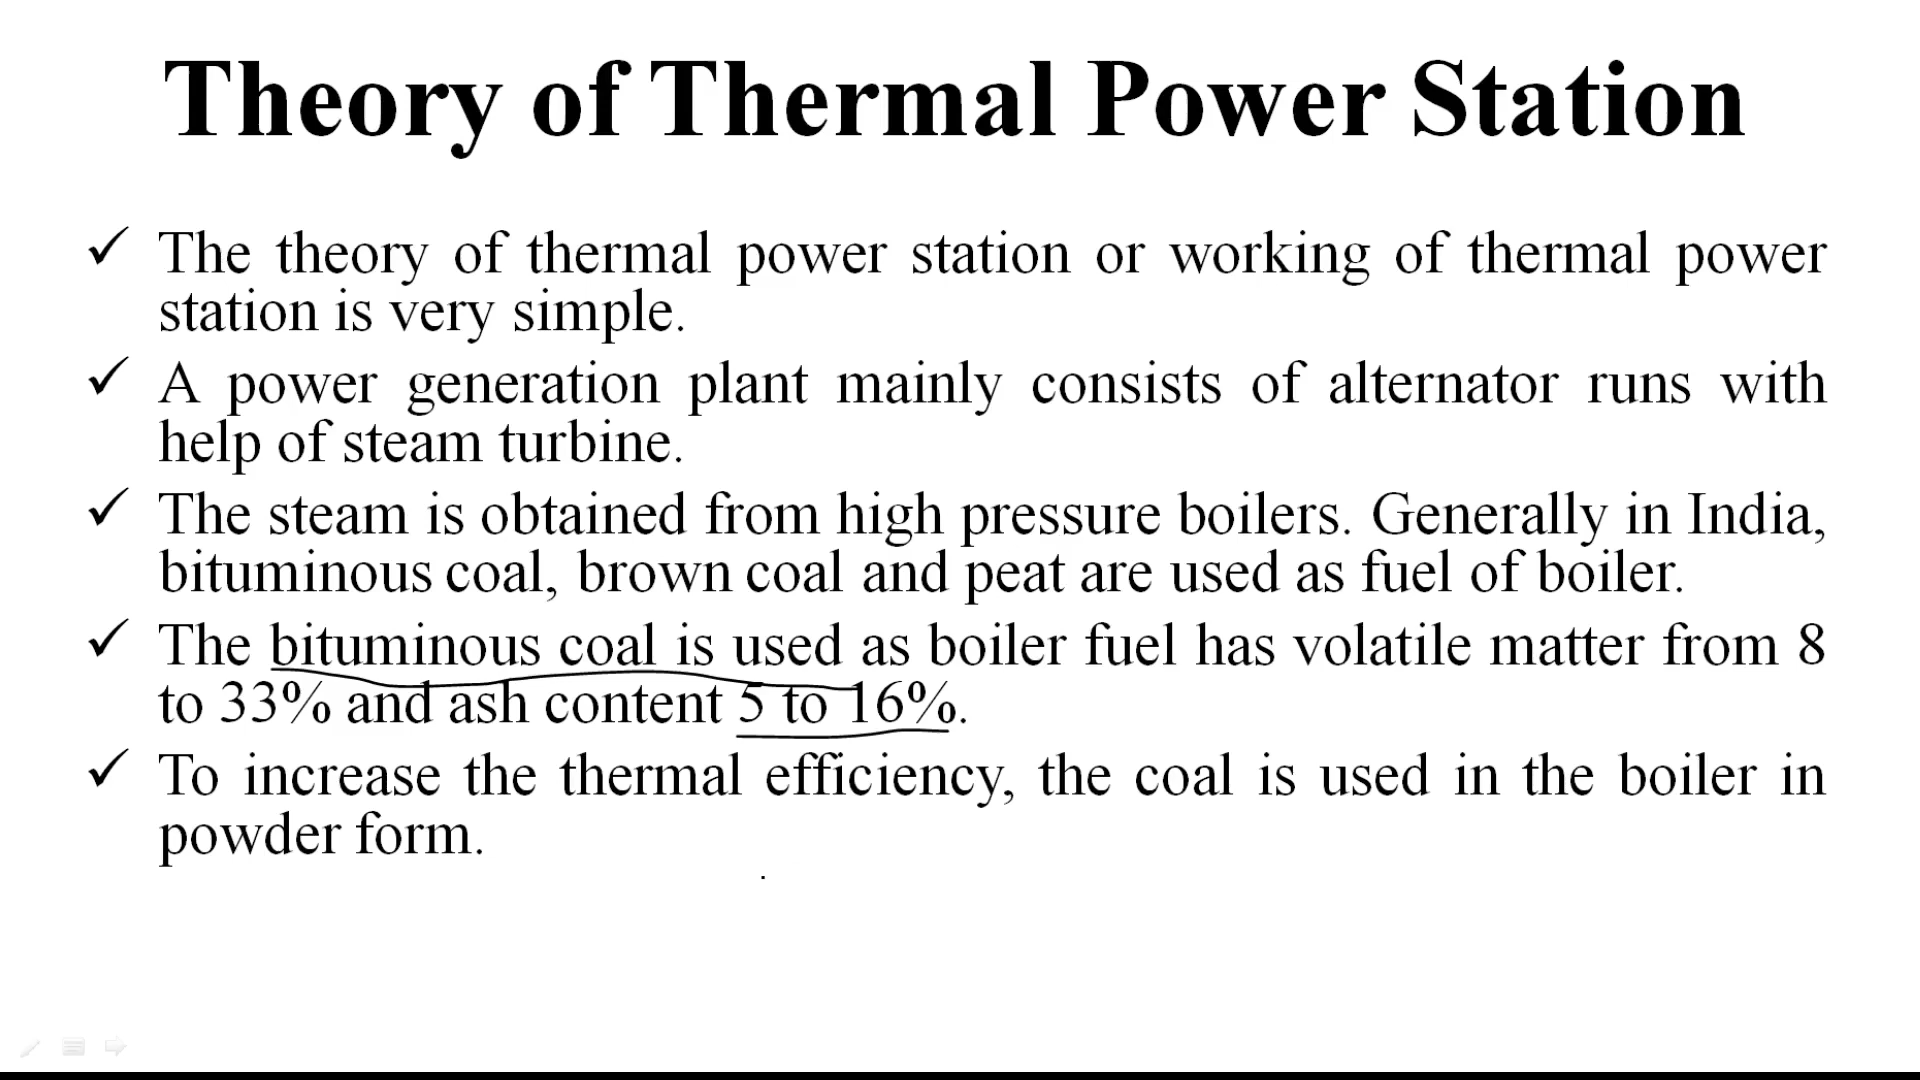 Theory of Thermal Power Station
✓ The theory of thermal power station or working of thermal power
station is very simple.
✓ A power generation plant mainly consists of alternator runs with
help of steam turbine.
✓ The steam is obtained from high pressure boilers. Generally in India,
bituminous coal, brown coal and peat are used as fuel of boiler.
✓ The bituminous coal is used as boiler fuel has volatile matter from 8
to 33% and ash content 5 to 16%.
✓ To increase the thermal efficiency, the coal is used in the boiler in
powder form.